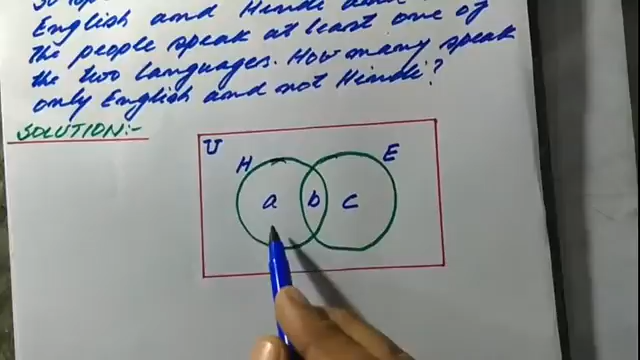 English and Hindi
the people speak at least one of
the two languages. How many speak
only English and not Hindi?
SOLUTION:-
U
H E
a b c